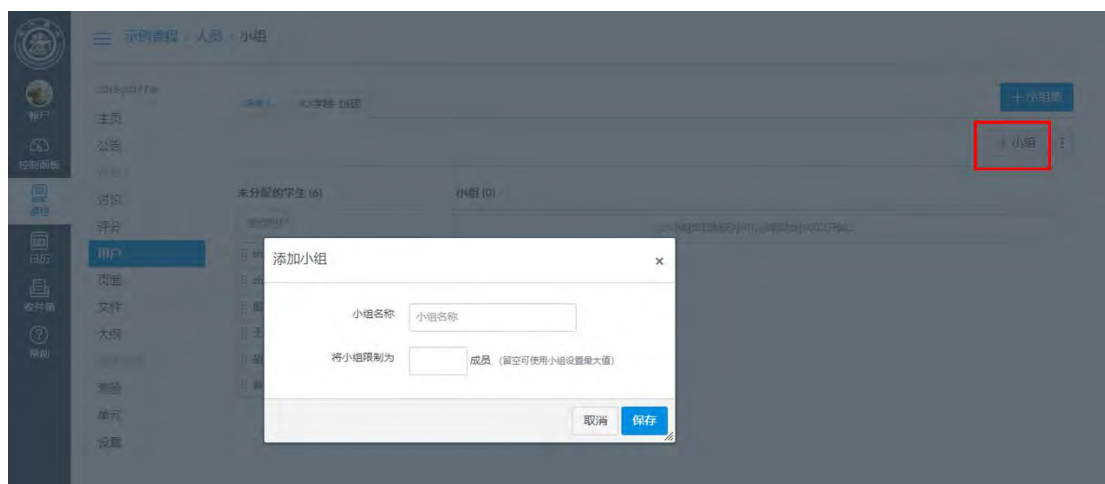 示例课程 › 人员 › 小组
账户
控制面板
课程
日历
收件箱
帮助
主页
公告
讨论
评分
用户
页面
文件
大纲
测验
单元
设置
+ 小组集
+ 小组
未分配的学生 (6)
小组 (0)
添加小组
×
小组名称
小组名称
将小组限制为
成员 (留空可使用小组设置最大值)
取消
保存